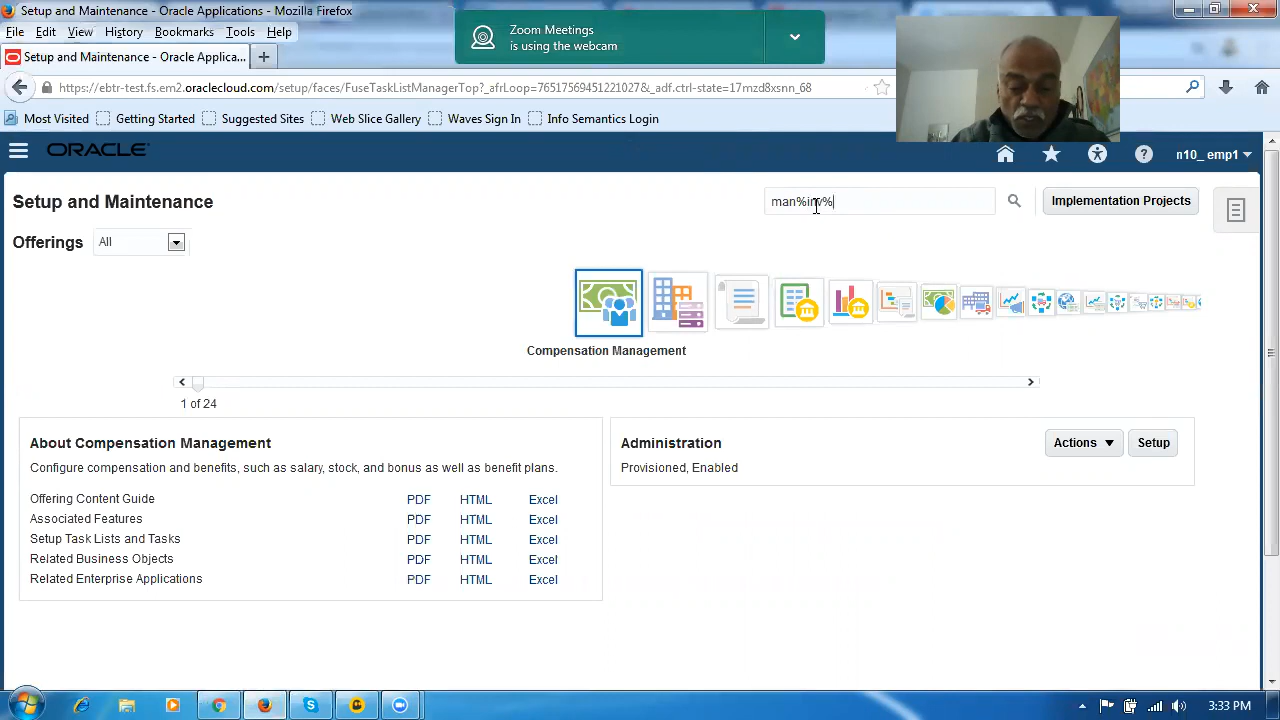 Setup and Maintenance - Oracle Applications - Mozilla Firefox
File Edit View History Bookmarks Tools Help
Setup and Maintenance - Oracle Applica... +
https://ebtr-test.fs.em2.oraclecloud.com/setup/faces/FuseTaskListManagerTop?_afrLoop=765175694512210278&_adf.ctrl-state=17mzd8xsnn_68
Most Visited Getting Started Suggested Sites Web Slice Gallery Waves Sign In Info Semantics Login
Zoom Meetings
is using the webcam
ORACLE
n10_ emp1
Setup and Maintenance
man%inv%
Implementation Projects
Offerings All
Compensation Management
1 of 24
About Compensation Management
Configure compensation and benefits, such as salary, stock, and bonus as well as benefit plans.
Offering Content Guide PDF HTML Excel
Associated Features PDF HTML Excel
Setup Task Lists and Tasks PDF HTML Excel
Related Business Objects PDF HTML Excel
Related Enterprise Applications PDF HTML Excel
Administration
Actions Setup
Provisioned, Enabled
3:33 PM